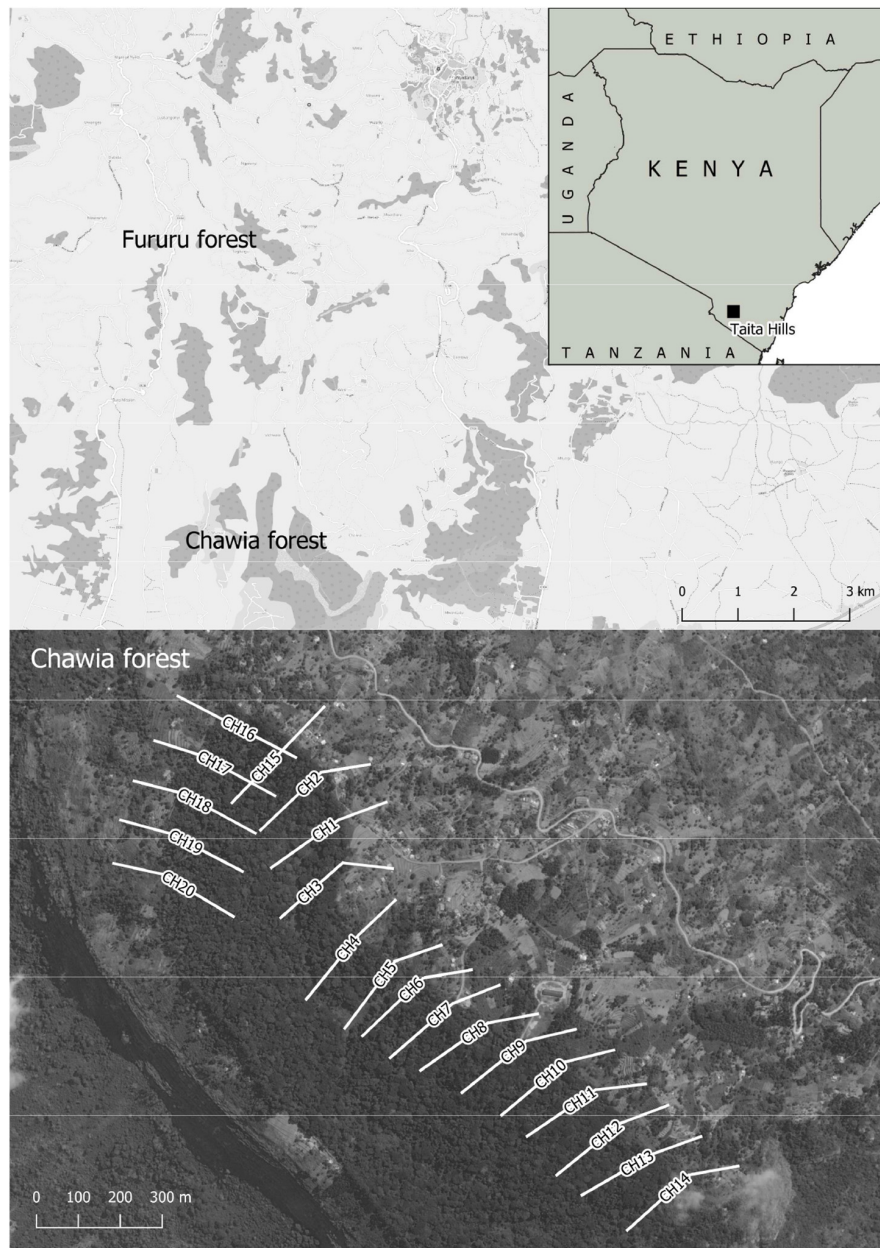 ETHIOPIA
UGANDA
KENYA
Taita Hills
TANZANIA
Fururu forest
Chawia forest
0 1 2 3 km
Chawia forest
CH16
CH15
CH17
CH2
CH18
CH1
CH19
CH20
CH3
CH4
CH5
CH6
CH7
CH8
CH9
CH10
CH11
CH12
CH13
CH14
0 100 200 300 m